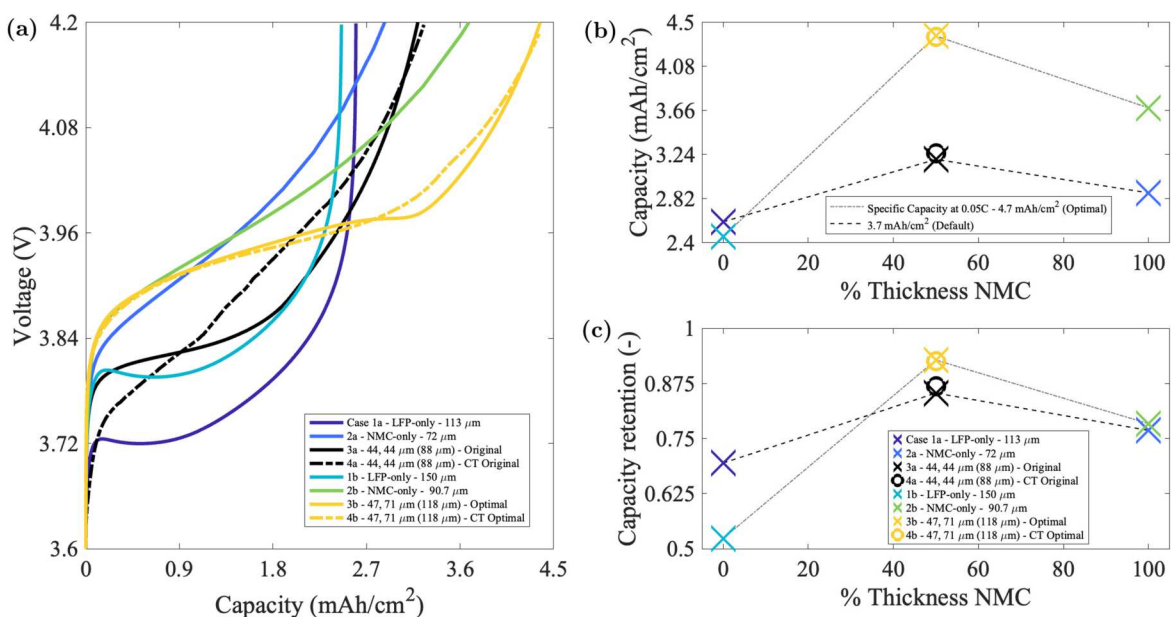 (a)
Voltage (V)
4.2
4.08
3.96
3.84
3.72
3.6
0
0.9
1.8
2.7
3.6
4.5
Capacity (mAh/cm²)
Case 1a - LFP-only - 113 μm
2a - NMC-only - 72 μm
3a - 44, 44 μm (88 μm) - Original
4a - 44, 44 μm (88 μm) - CT Original
1b - LFP-only - 150 μm
2b - NMC-only - 90.7 μm
3b - 47, 71 μm (118 μm) - Optimal
4b - 47, 71 μm (118 μm) - CT Optimal
(b)
Capacity (mAh/cm²)
4.5
4.08
3.66
3.24
2.82
2.4
Specific Capacity at 0.05C - 4.7 mAh/cm² (Optimal)
3.7 mAh/cm² (Default)
0
20
40
60
80
100
% Thickness NMC
(c)
Capacity retention (-)
1
0.875
0.75
0.625
0.5
Case 1a - LFP-only - 113 μm
2a - NMC-only - 72 μm
3a - 44, 44 μm (88 μm) - Original
4a - 44, 44 μm (88 μm) - CT Original
1b - LFP-only - 150 μm
2b - NMC-only - 90.7 μm
3b - 47, 71 μm (118 μm) - Optimal
4b - 47, 71 μm (118 μm) - CT Optimal
0
20
40
60
80
100
% Thickness NMC